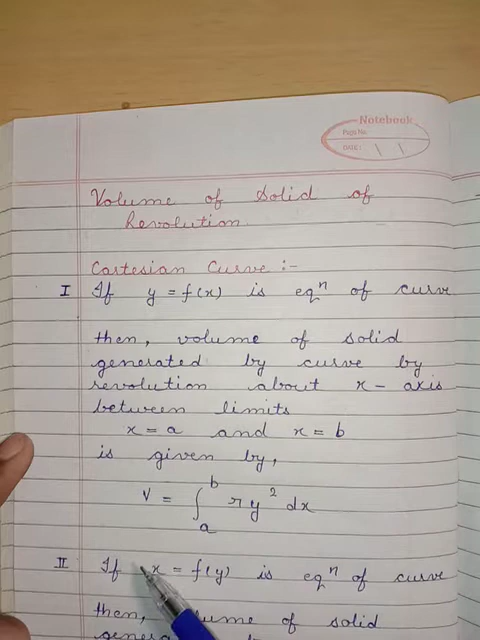 Notebook
Page No.
DATE:
Volume of Solid of
Revolution
Cartesian Curve :-
I If y = f(x) is eqⁿ of curve
then, volume of solid
generated by curve by
revolution about x - axis
between limits
x = a and x = b
is given by,
V = ∫ₐᵇ π y² dx
II If x = f(y) is eqⁿ of curve
then, of solid